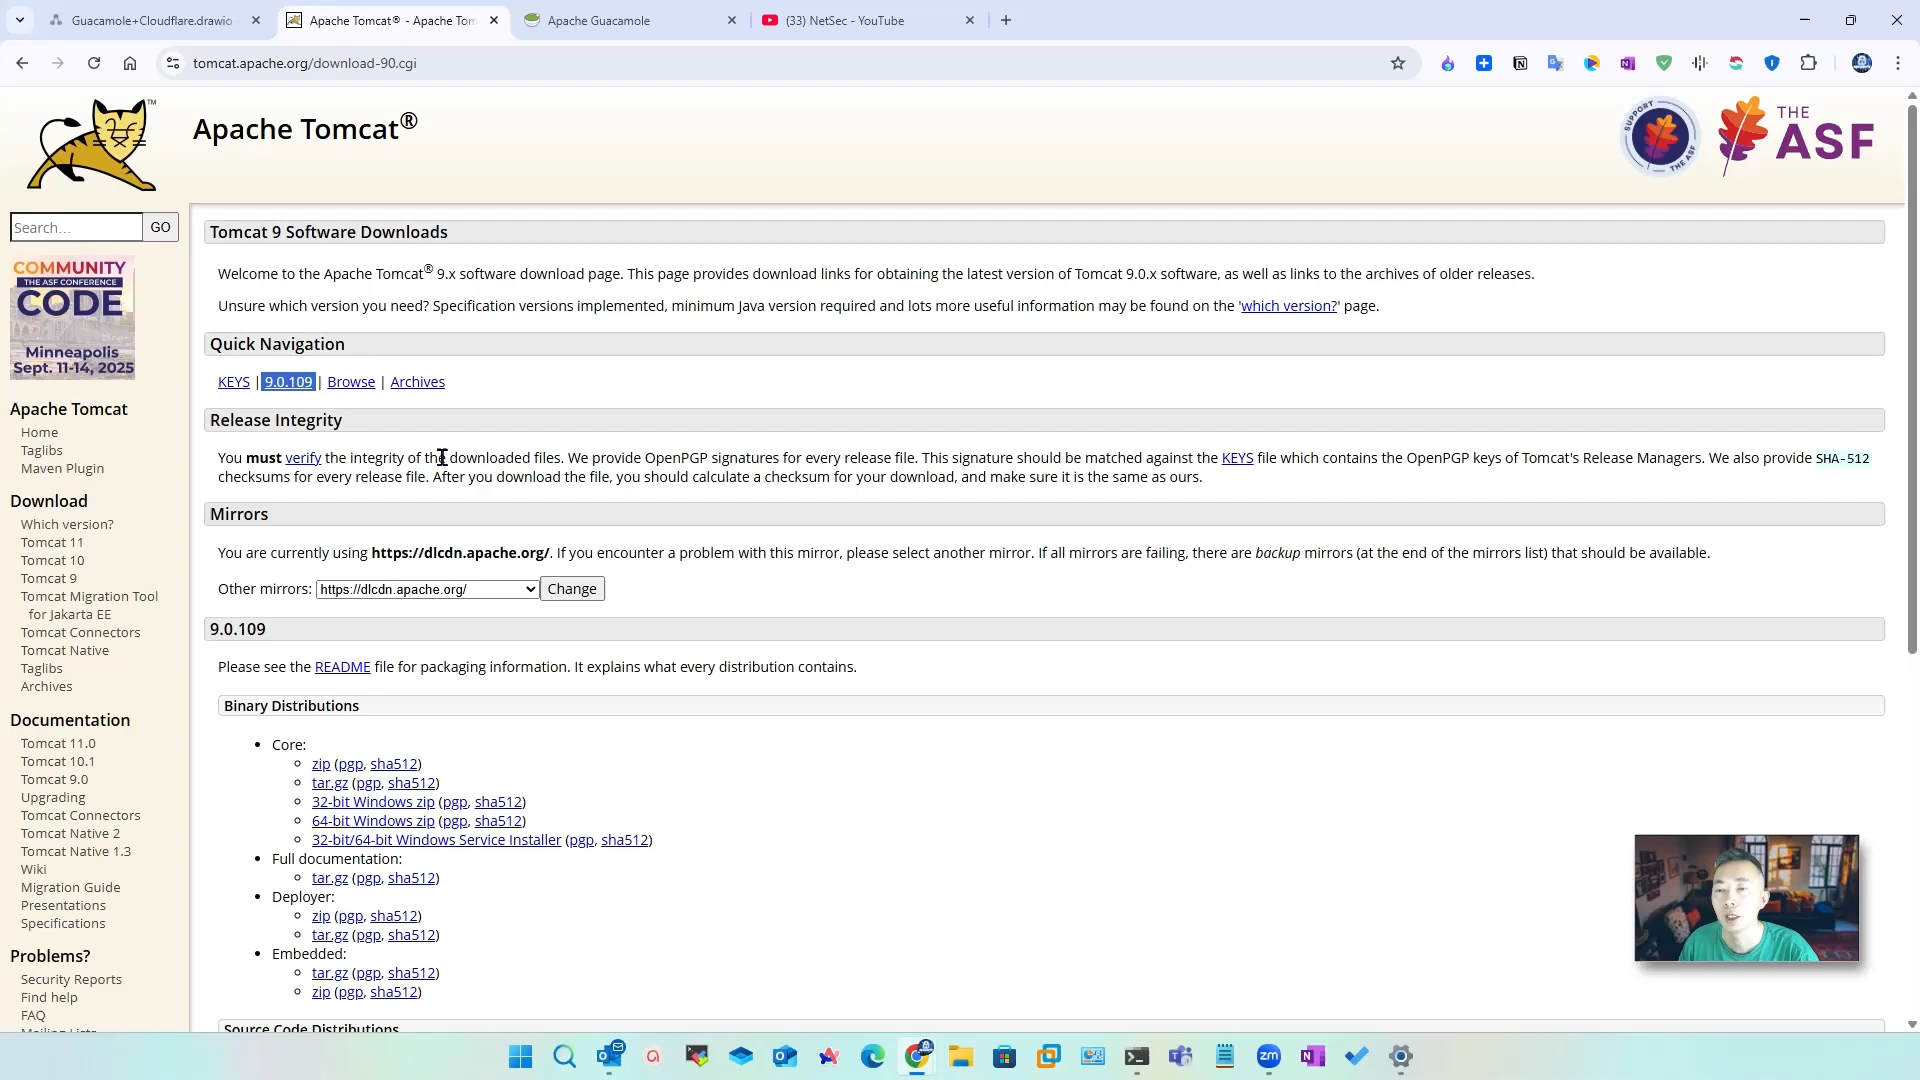 Guacamole+Cloudflare.drawio
Apache Tomcat® - Apache Tom
Apache Guacamole
(33) NetSec - YouTube
tomcat.apache.org/download-90.cgi
TM
Apache Tomcat®
SUPPORT
THE ASF
THE
ASF
Search...
GO
COMMUNITY
THE ASF CONFERENCE
CODE
Minneapolis
Sept. 11-14, 2025
Apache Tomcat
Home
Taglibs
Maven Plugin
Download
Which version?
Tomcat 11
Tomcat 10
Tomcat 9
Tomcat Migration Tool
for Jakarta EE
Tomcat Connectors
Tomcat Native
Taglibs
Archives
Documentation
Tomcat 11.0
Tomcat 10.1
Tomcat 9.0
Upgrading
Tomcat Connectors
Tomcat Native 2
Tomcat Native 1.3
Wiki
Migration Guide
Presentations
Specifications
Problems?
Security Reports
Find help
FAQ
Mailing Lists
Tomcat 9 Software Downloads
Welcome to the Apache Tomcat® 9.x software download page. This page provides download links for obtaining the latest version of Tomcat 9.0.x software, as well as links to the archives of older releases.
Unsure which version you need? Specification versions implemented, minimum Java version required and lots more useful information may be found on the 'which version?' page.
Quick Navigation
KEYS | 9.0.109 | Browse | Archives
Release Integrity
You must verify the integrity of the downloaded files. We provide OpenPGP signatures for every release file. This signature should be matched against the KEYS file which contains the OpenPGP keys of Tomcat's Release Managers. We also provide SHA-512
checksums for every release file. After you download the file, you should calculate a checksum for your download, and make sure it is the same as ours.
Mirrors
You are currently using https://dlcdn.apache.org/. If you encounter a problem with this mirror, please select another mirror. If all mirrors are failing, there are backup mirrors (at the end of the mirrors list) that should be available.
Other mirrors: https://dlcdn.apache.org/ Change
9.0.109
Please see the README file for packaging information. It explains what every distribution contains.
Binary Distributions
Core:
zip (pgp, sha512)
tar.gz (pgp, sha512)
32-bit Windows zip (pgp, sha512)
64-bit Windows zip (pgp, sha512)
32-bit/64-bit Windows Service Installer (pgp, sha512)
Full documentation:
tar.gz (pgp, sha512)
Deployer:
zip (pgp, sha512)
tar.gz (pgp, sha512)
Embedded:
tar.gz (pgp, sha512)
zip (pgp, sha512)
Source Code Distributions
zm